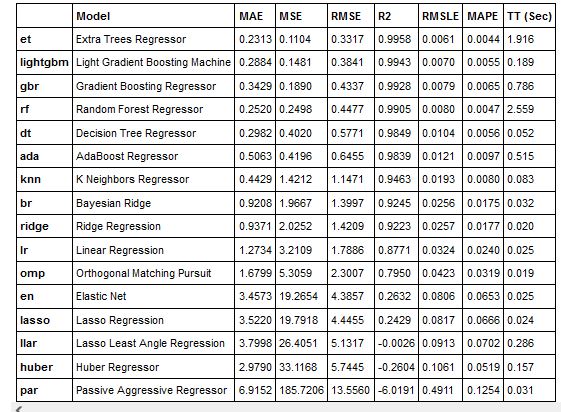 Model MAE MSE RMSE R2 RMSLE MAPE TT (Sec)
et Extra Trees Regressor 0.2313 0.1104 0.3317 0.9958 0.0061 0.0044 1.916
lightgbm Light Gradient Boosting Machine 0.2884 0.1481 0.3841 0.9943 0.0070 0.0055 0.189
gbr Gradient Boosting Regressor 0.3429 0.1890 0.4337 0.9928 0.0079 0.0065 0.786
rf Random Forest Regressor 0.2520 0.2498 0.4477 0.9905 0.0080 0.0047 2.559
dt Decision Tree Regressor 0.2982 0.4020 0.5771 0.9849 0.0104 0.0056 0.052
ada AdaBoost Regressor 0.5063 0.4196 0.6455 0.9839 0.0121 0.0097 0.515
knn K Neighbors Regressor 0.4429 1.4212 1.1471 0.9463 0.0193 0.0080 0.083
br Bayesian Ridge 0.9208 1.9667 1.3997 0.9245 0.0256 0.0175 0.032
ridge Ridge Regression 0.9371 2.0252 1.4209 0.9223 0.0257 0.0177 0.020
lr Linear Regression 1.2734 3.2109 1.7886 0.8771 0.0324 0.0240 0.025
omp Orthogonal Matching Pursuit 1.6799 5.3059 2.3007 0.7950 0.0423 0.0319 0.019
en Elastic Net 3.4573 19.2654 4.3857 0.2632 0.0806 0.0653 0.025
lasso Lasso Regression 3.5220 19.7918 4.4455 0.2429 0.0817 0.0666 0.024
llar Lasso Least Angle Regression 3.7998 26.4051 5.1317 -0.0026 0.0913 0.0702 0.286
huber Huber Regressor 2.9790 33.1168 5.7445 -0.2604 0.1061 0.0519 0.157
par Passive Aggressive Regressor 6.9152 185.7206 13.5560 -6.0191 0.4911 0.1254 0.031